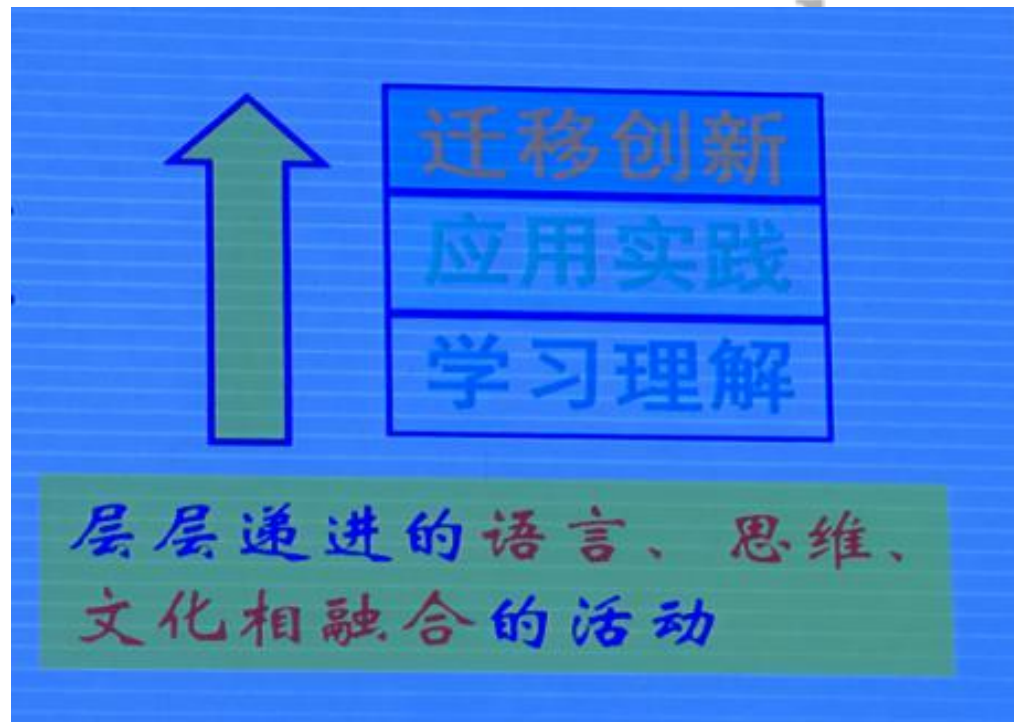 迁移创新
应用实践
学习理解
层层递进的语言、思维、
文化相融合的活动